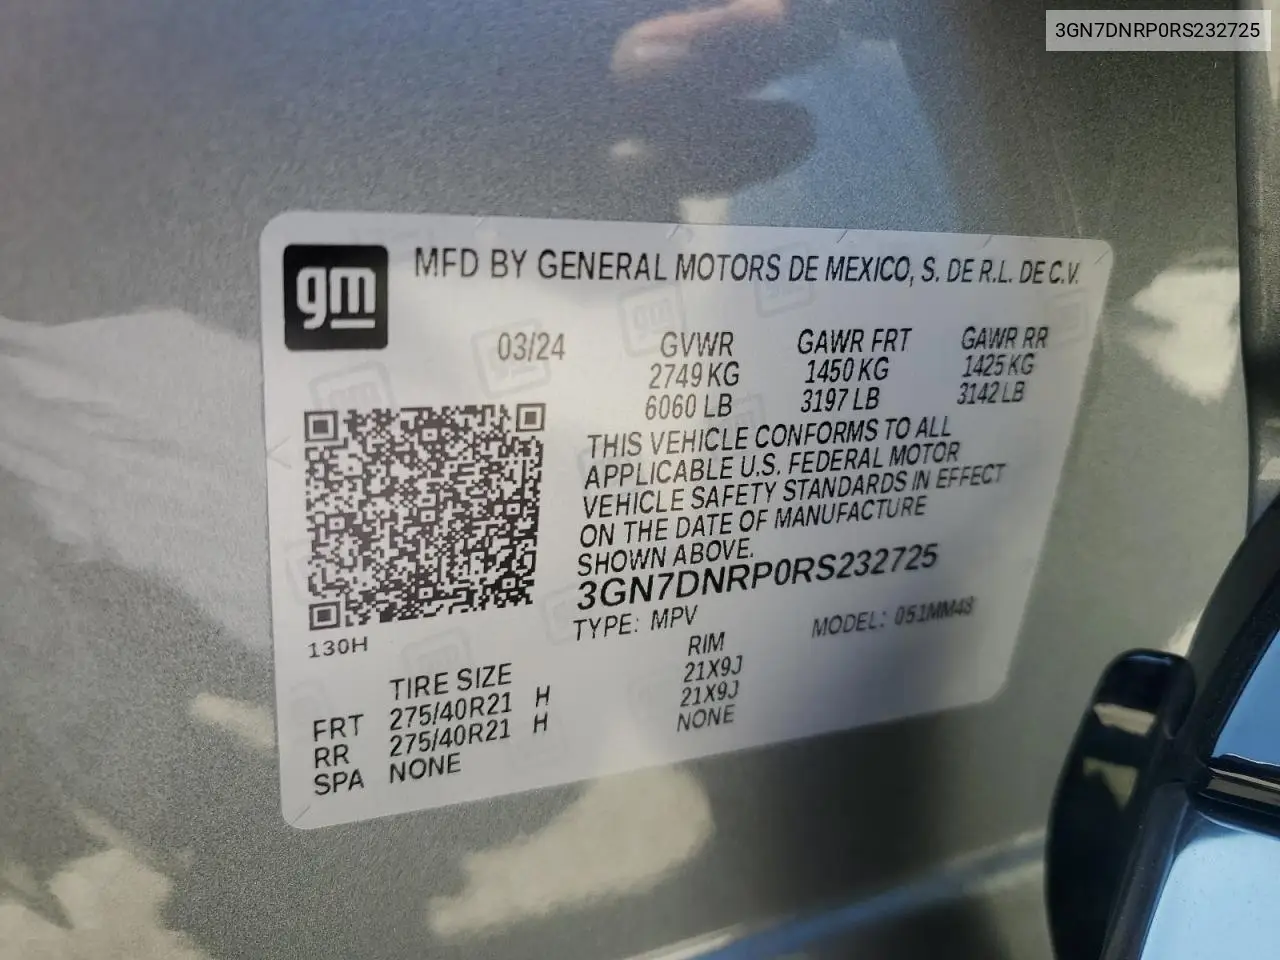 3GN7DNRP0RS232725
gm
MFD BY GENERAL MOTORS DE MEXICO, S. DE R.L. DE C.V.
03/24
GVWR GAWR FRT GAWR RR
2749 KG 1450 KG 1425 KG
6060 LB 3197 LB 3142 LB
THIS VEHICLE CONFORMS TO ALL
APPLICABLE U.S. FEDERAL MOTOR
VEHICLE SAFETY STANDARDS IN EFFECT
ON THE DATE OF MANUFACTURE
SHOWN ABOVE.
3GN7DNRP0RS232725
TYPE: MPV MODEL: 051MM48
130H
TIRE SIZE RIM
FRT 275/40R21 H 21X9J
RR 275/40R21 H 21X9J
SPA NONE NONE